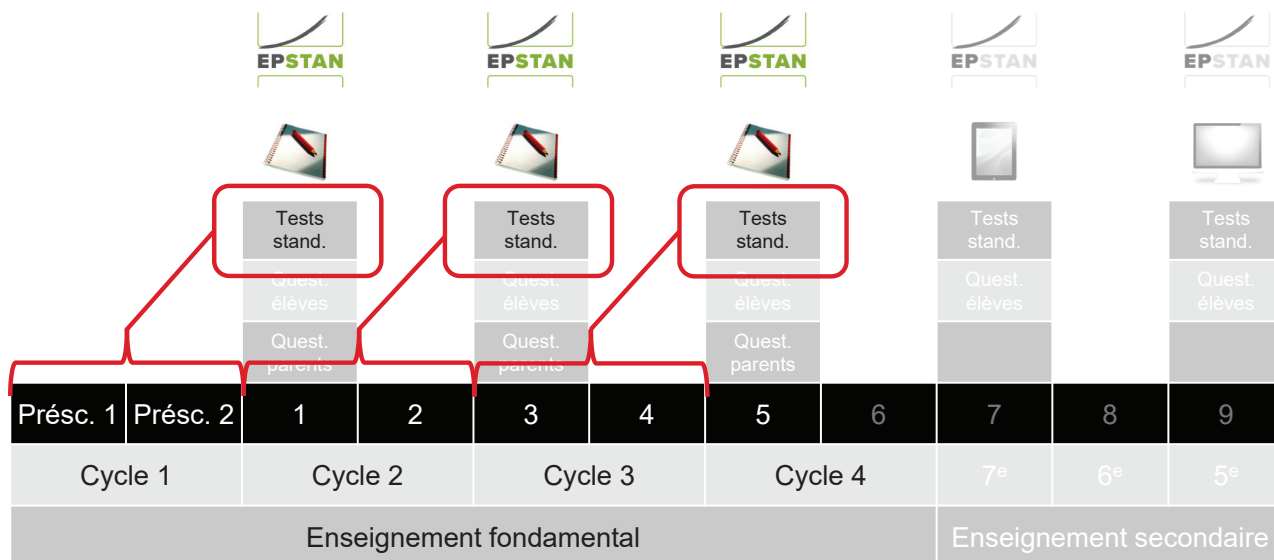 EPSTAN EPSTAN EPSTAN EPSTAN EPSTAN
Tests Tests Tests Tests Tests
stand. stand. stand. stand. stand.
Quest. Quest. Quest. Quest. Quest.
élèves élèves élèves élèves élèves
Quest. Quest. Quest.
parents parents parents
Présc. 1 Présc. 2 1 2 3 4 5 6 7 8 9
Cycle 1 Cycle 2 Cycle 3 Cycle 4 7e 6e 5e
Enseignement fondamental Enseignement secondaire